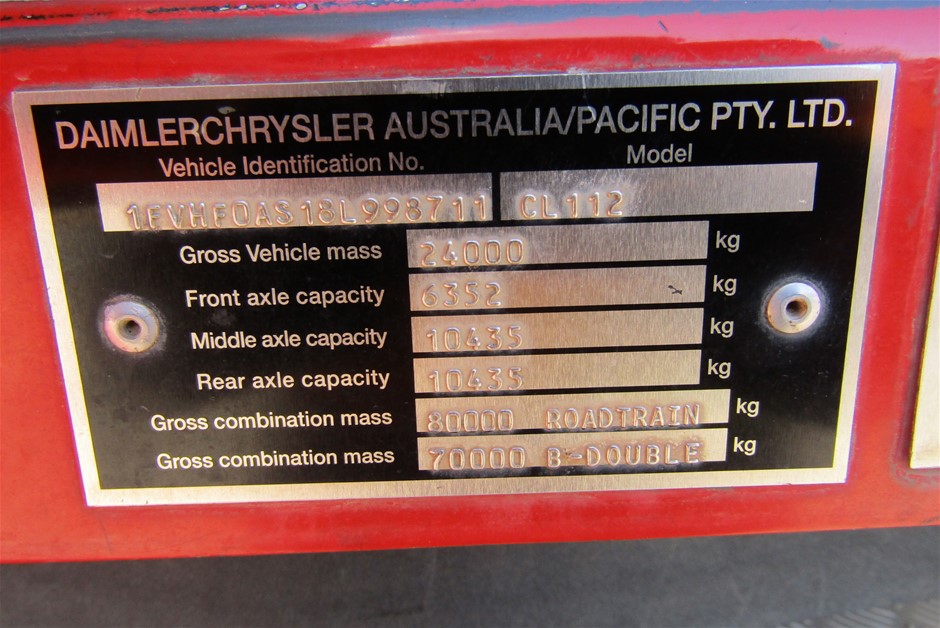 DAIMLERCHRYSLER AUSTRALIA/PACIFIC PTY. LTD.
Vehicle Identification No. Model
1FVHF0AS18L998711 CL112
Gross Vehicle mass 24000 kg
Front axle capacity 6352 kg
Middle axle capacity 10435 kg
Rear axle capacity 10435 kg
Gross combination mass 80000 ROADTRAIN kg
Gross combination mass 70000 B-DOUBLE kg